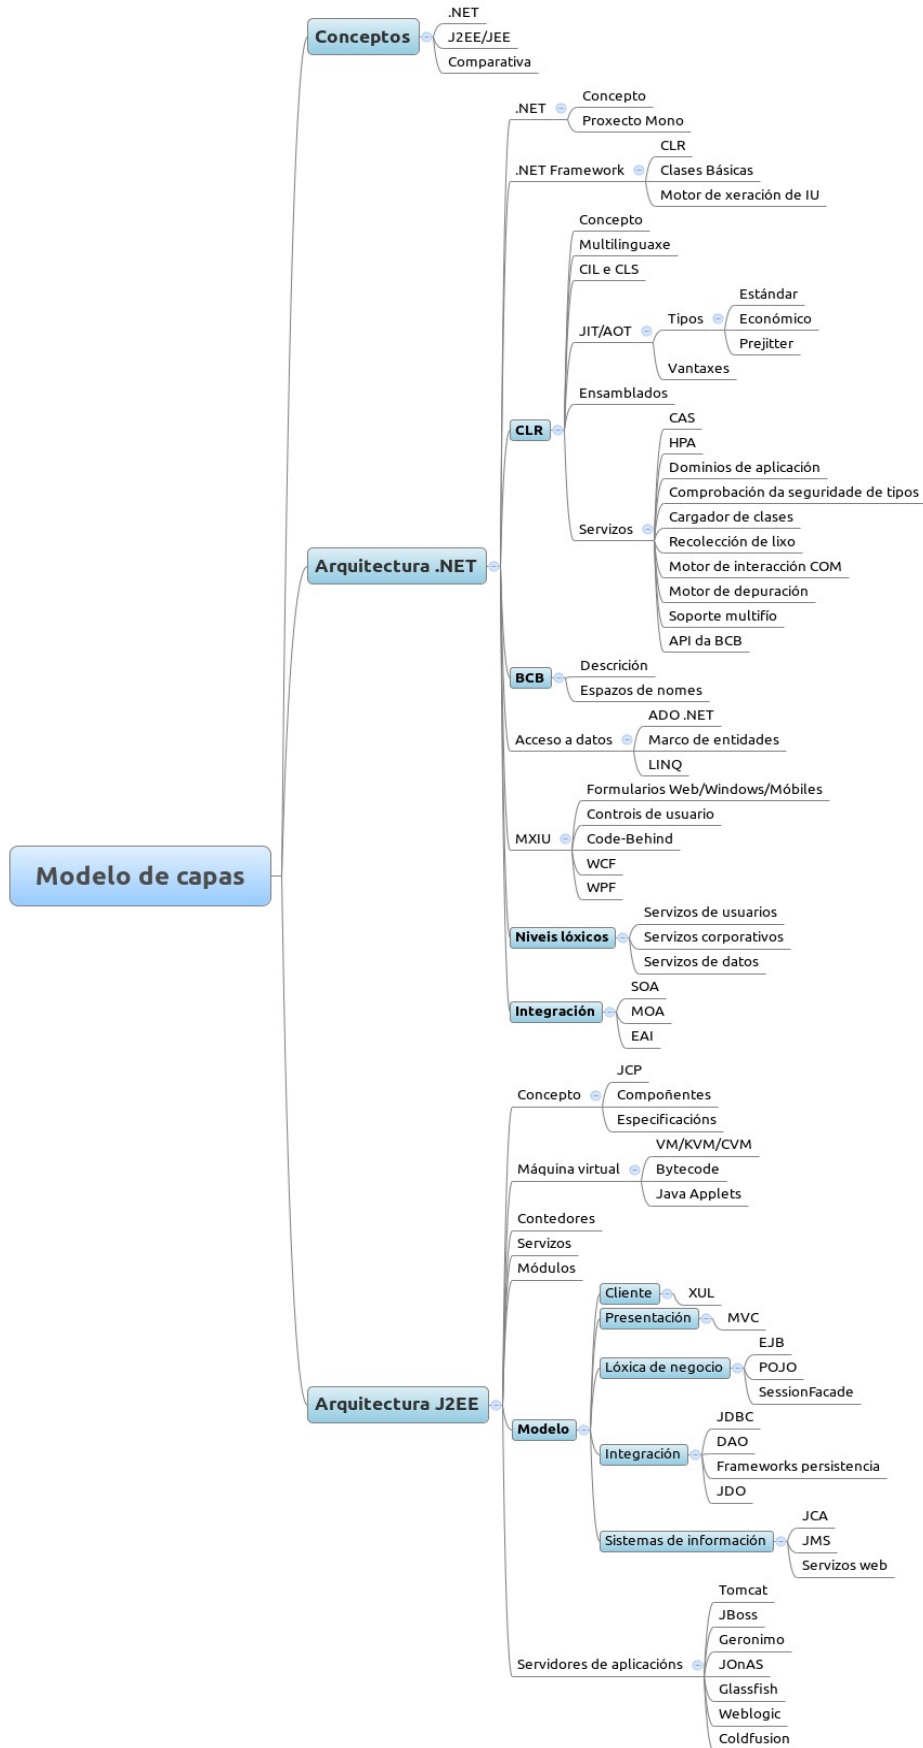 Modelo de capas
Conceptos
.NET
J2EE/JEE
Comparativa
Arquitectura .NET
.NET
Concepto
Proxecto Mono
.NET Framework
CLR
Clases Básicas
Motor de xeración de IU
CLR
Concepto
Multilinguaxe
CIL e CLS
JIT/AOT
Tipos
Estándar
Económico
Prejitter
Vantaxes
Ensamblados
Servizos
CAS
HPA
Dominios de aplicación
Comprobación da seguridade de tipos
Cargador de clases
Recolección de lixo
Motor de interacción COM
Motor de depuración
Soporte multifío
API da BCB
BCB
Descrición
Espazos de nomes
Acceso a datos
ADO .NET
Marco de entidades
LINQ
MXIU
Formularios Web/Windows/Móbiles
Controis de usuario
Code-Behind
WCF
WPF
Niveis lóxicos
Servizos de usuarios
Servizos corporativos
Servizos de datos
Integración
SOA
MOA
EAI
Arquitectura J2EE
Concepto
JCP
Compoñentes
Especificacións
Máquina virtual
VM/KVM/CVM
Bytecode
Java Applets
Contedores
Servizos
Módulos
Modelo
Cliente
XUL
Presentación
MVC
Lóxica de negocio
EJB
POJO
SessionFacade
Integración
JDBC
DAO
Frameworks persistencia
JDO
Sistemas de información
JCA
JMS
Servizos web
Servidores de aplicacións
Tomcat
JBoss
Geronimo
JOnAS
Glassfish
Weblogic
Coldfusion